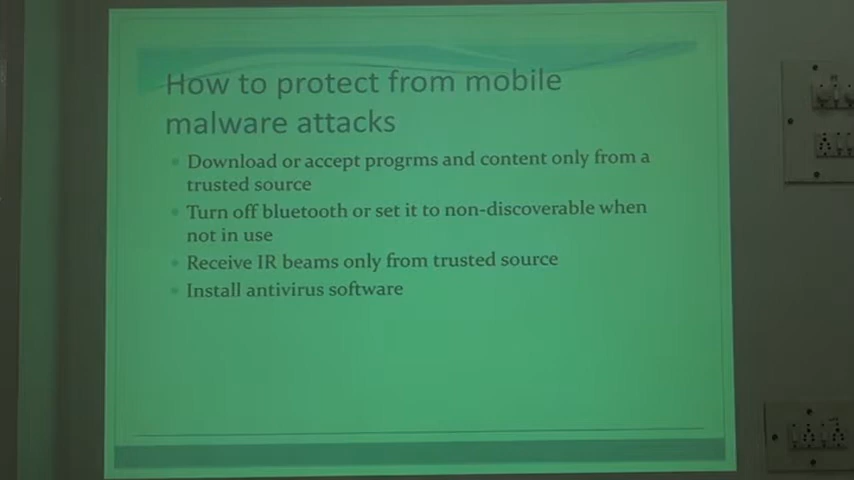 How to protect from mobile
malware attacks
Download or accept progrms and content only from a
trusted source
Turn off bluetooth or set it to non-discoverable when
not in use
Receive IR beams only from trusted source
Install antivirus software